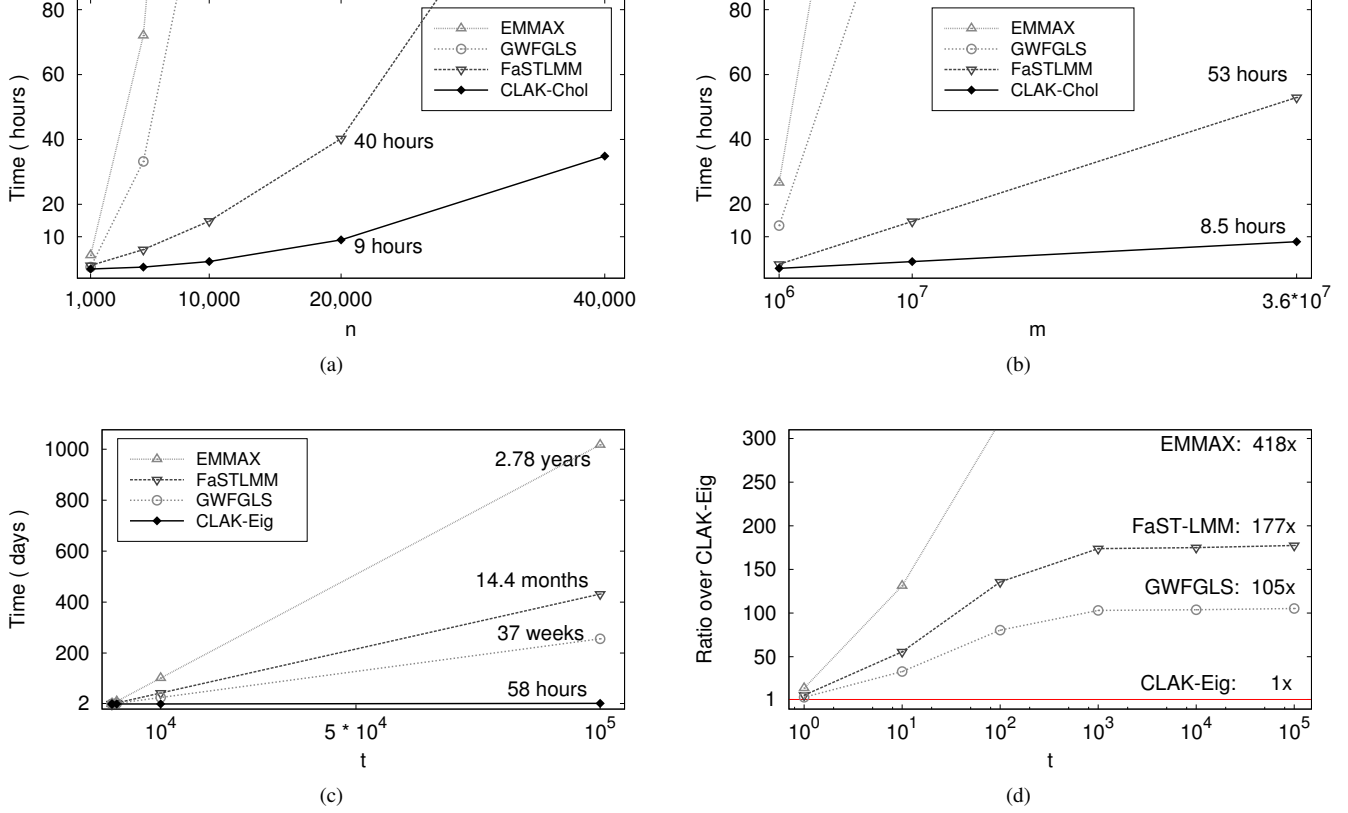 80
60
40
20
10
Time ( hours )
EMMAX
GWFGLS
FaSTLMM
CLAK-Chol
40 hours
9 hours
1,000
10,000
20,000
40,000
n
(a)
80
60
40
20
10
Time ( hours )
EMMAX
GWFGLS
FaSTLMM
CLAK-Chol
53 hours
8.5 hours
10^6
10^7
3.6*10^7
m
(b)
1000
800
600
400
200
2
Time ( days )
EMMAX
FaSTLMM
GWFGLS
CLAK-Eig
2.78 years
14.4 months
37 weeks
58 hours
10^4
5 * 10^4
10^5
t
(c)
300
250
200
150
100
50
1
Ratio over CLAK-Eig
EMMAX: 418x
FaST-LMM: 177x
GWFGLS: 105x
CLAK-Eig: 1x
10^0
10^1
10^2
10^3
10^4
10^5
t
(d)